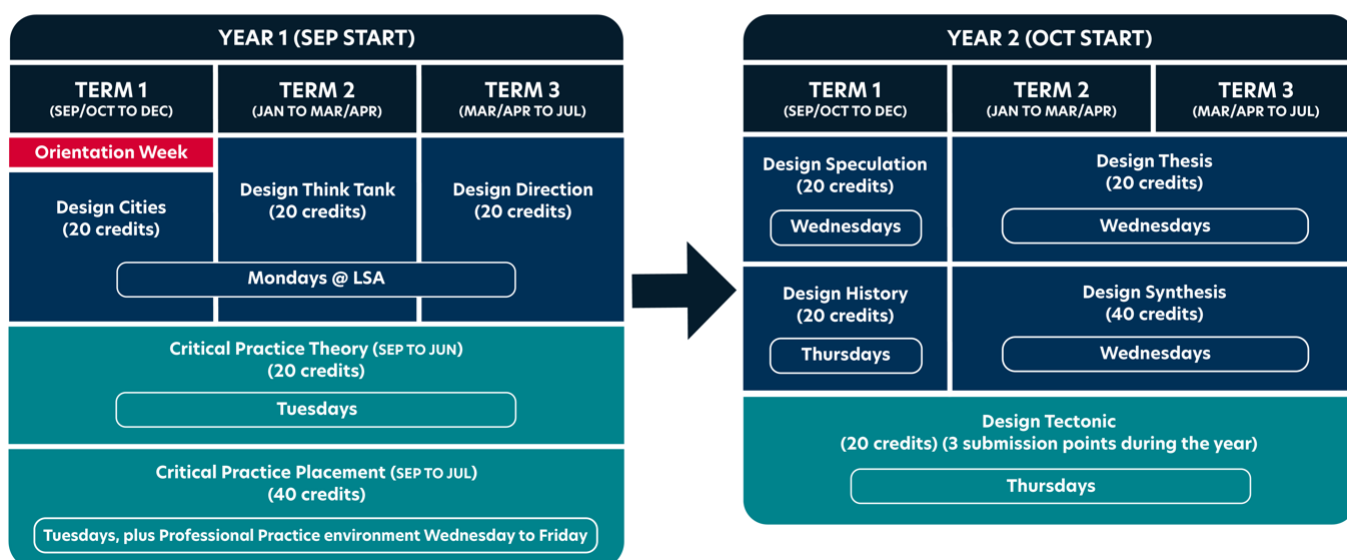 YEAR 1 (SEP START)
TERM 1
(SEP/OCT TO DEC)
TERM 2
(JAN TO MAR/APR)
TERM 3
(MAR/APR TO JUL)
Orientation Week
Design Cities
(20 credits)
Design Think Tank
(20 credits)
Design Direction
(20 credits)
Mondays @ LSA
Critical Practice Theory (SEP TO JUN)
(20 credits)
Tuesdays
Critical Practice Placement (SEP TO JUL)
(40 credits)
Tuesdays, plus Professional Practice environment Wednesday to Friday
YEAR 2 (OCT START)
TERM 1
(SEP/OCT TO DEC)
TERM 2
(JAN TO MAR/APR)
TERM 3
(MAR/APR TO JUL)
Design Speculation
(20 credits)
Wednesdays
Design Thesis
(20 credits)
Wednesdays
Design History
(20 credits)
Thursdays
Design Synthesis
(40 credits)
Wednesdays
Design Tectonic
(20 credits) (3 submission points during the year)
Thursdays